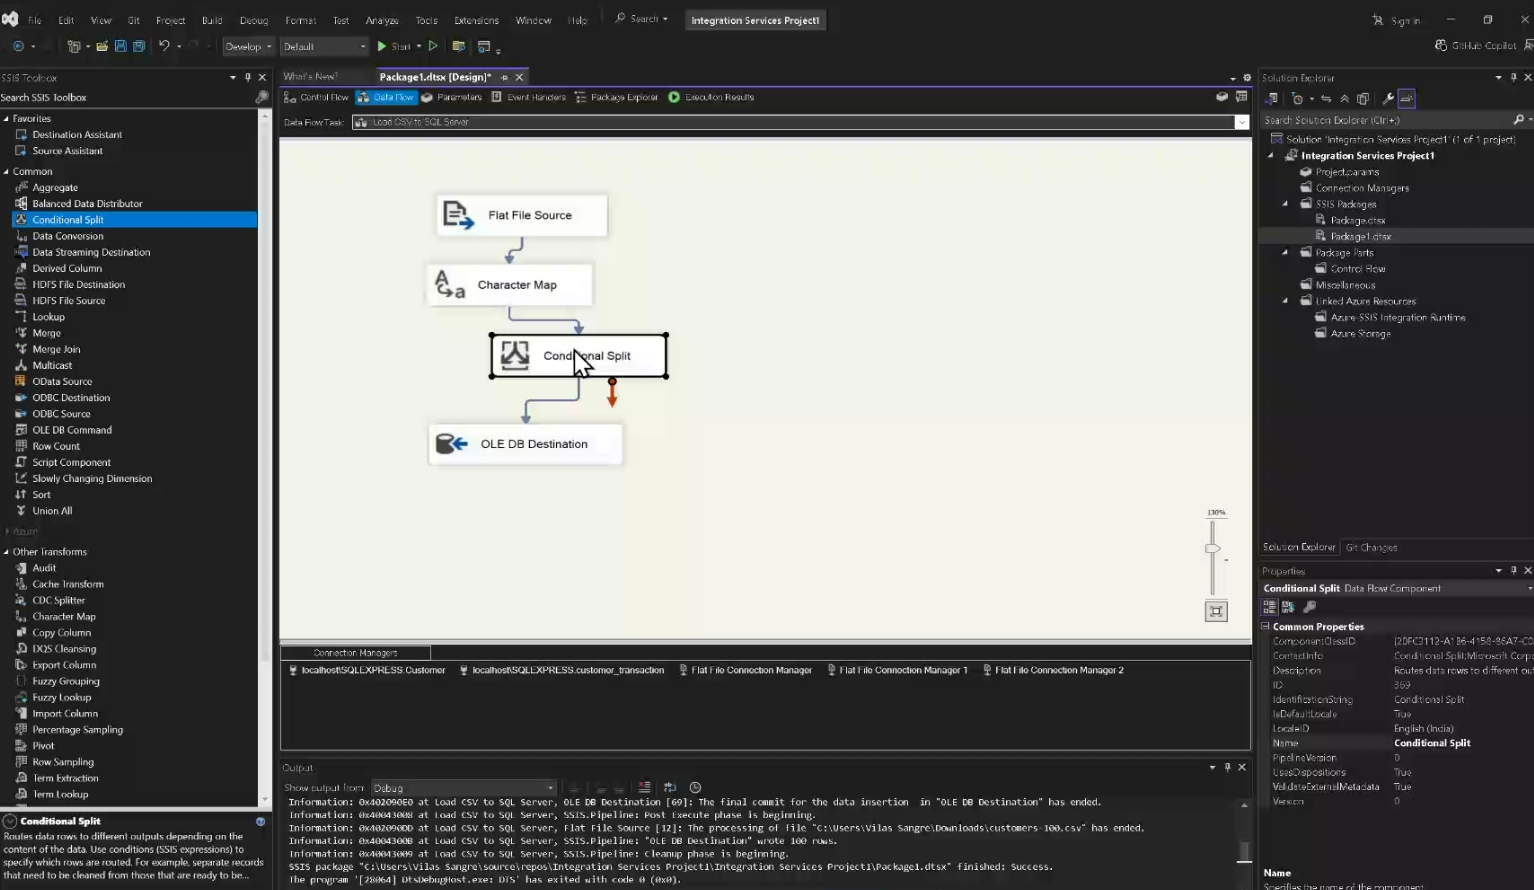 File Edit View Git Project Build Debug Format Test Analyze Tools Extensions Window Help Search Integration Services Project1 Sign in
Develop Default Start GitHub Copilot
SSIS Toolbox
Search SSIS Toolbox
Favorites
Destination Assistant
Source Assistant
Common
Aggregate
Balanced Data Distributor
Conditional Split
Data Conversion
Data Streaming Destination
Derived Column
HDFS File Destination
HDFS File Source
Lookup
Merge
Merge Join
Multicast
OData Source
ODBC Destination
ODBC Source
OLE DB Command
Row Count
Script Component
Slowly Changing Dimension
Sort
Union All
Azure
Other Transforms
Audit
Cache Transform
CDC Splitter
Character Map
Copy Column
DQS Cleansing
Export Column
Fuzzy Grouping
Fuzzy Lookup
Import Column
Percentage Sampling
Pivot
Row Sampling
Term Extraction
Term Lookup
Conditional Split
Routes data rows to different outputs depending on the
content of the data. Use conditions (SSIS expressions) to
specify which rows are routed. For example, separate records
that need to be cleaned from those that are ready to be...
What's New? Package1.dtsx [Design]*
Control Flow Data Flow Parameters Event Handlers Package Explorer Execution Results
Data Flow Task: Load CSV to SQL Server
Flat File Source
Character Map
Conditional Split
OLE DB Destination
130%
Connection Managers
localhost\SQLEXPRESS.Customer localhost\SQLEXPRESS.customer_transaction Flat File Connection Manager Flat File Connection Manager 1 Flat File Connection Manager 2
Output
Show output from: Debug
Information: 0x402090E0 at Load CSV to SQL Server, OLE DB Destination [69]: The final commit for the data insertion  in "OLE DB Destination" has ended.
Information: 0x40043008 at Load CSV to SQL Server, SSIS.Pipeline: Post Execute phase is beginning.
Information: 0x402090DD at Load CSV to SQL Server, Flat File Source [12]: The processing of file "C:\Users\Vilas Sangre\Downloads\customers-100.csv" has ended.
Information: 0x4004300B at Load CSV to SQL Server, SSIS.Pipeline: "OLE DB Destination" wrote 100 rows.
Information: 0x40043009 at Load CSV to SQL Server, SSIS.Pipeline: Cleanup phase is beginning.
SSIS package "C:\Users\Vilas Sangre\source\repos\Integration Services Project1\Integration Services Project1\Package1.dtsx" finished: Success.
The program '[28064] DtsDebugHost.exe: DTS' has exited with code 0 (0x0).
Solution Explorer
Search Solution Explorer (Ctrl+;)
Solution 'Integration Services Project1' (1 of 1 project)
Integration Services Project1
Project.params
Connection Managers
SSIS Packages
Package.dtsx
Package1.dtsx
Package Parts
Control Flow
Miscellaneous
Linked Azure Resources
Azure-SSIS Integration Runtime
Azure Storage
Solution Explorer Git Changes
Properties
Conditional Split Data Flow Component
Common Properties
ComponentClassID
ContactInfo Conditional Split;Microsoft Corp
Description Routes data rows to different out
ID 369
IdentificationString Conditional Split
IsDefaultLocale True
LocaleID English (India)
Name Conditional Split
PipelineVersion 0
UsesDispositions True
ValidateExternalMetadata True
Version 0
Name
Specifies the name of the component.